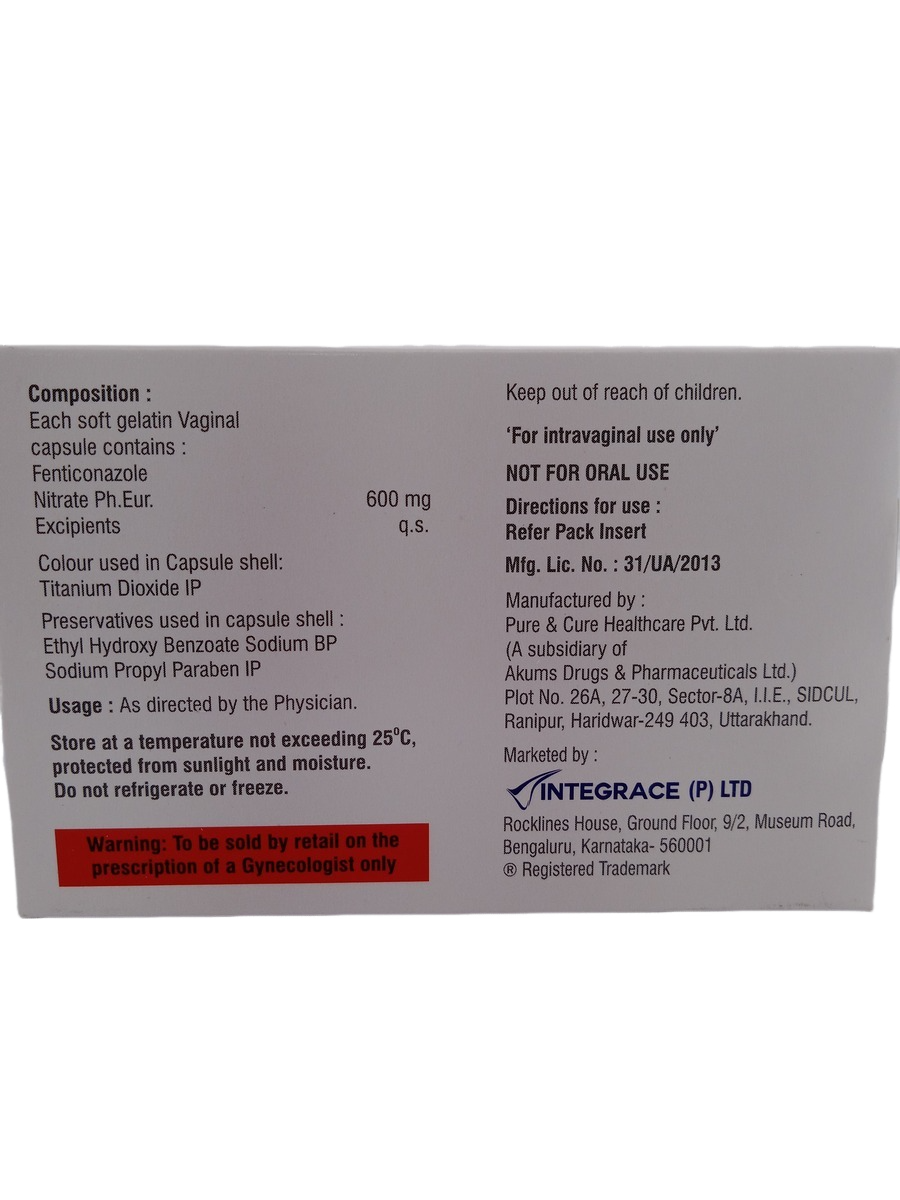 Composition :
Each soft gelatin Vaginal
capsule contains :
Fenticonazole
Nitrate Ph.Eur. 600 mg
Excipients q.s.
Colour used in Capsule shell:
Titanium Dioxide IP
Preservatives used in capsule shell :
Ethyl Hydroxy Benzoate Sodium BP
Sodium Propyl Paraben IP
Usage : As directed by the Physician.
Store at a temperature not exceeding 25⁰C,
protected from sunlight and moisture.
Do not refrigerate or freeze.
Warning: To be sold by retail on the
prescription of a Gynecologist only
Keep out of reach of children.
‘For intravaginal use only’
NOT FOR ORAL USE
Directions for use :
Refer Pack Insert
Mfg. Lic. No. : 31/UA/2013
Manufactured by :
Pure & Cure Healthcare Pvt. Ltd.
(A subsidiary of
Akums Drugs & Pharmaceuticals Ltd.)
Plot No. 26A, 27-30, Sector-8A, I.I.E., SIDCUL,
Ranipur, Haridwar-249 403, Uttarakhand.
Marketed by :
INTEGRACE (P) LTD
Rocklines House, Ground Floor, 9/2, Museum Road,
Bengaluru, Karnataka- 560001
® Registered Trademark